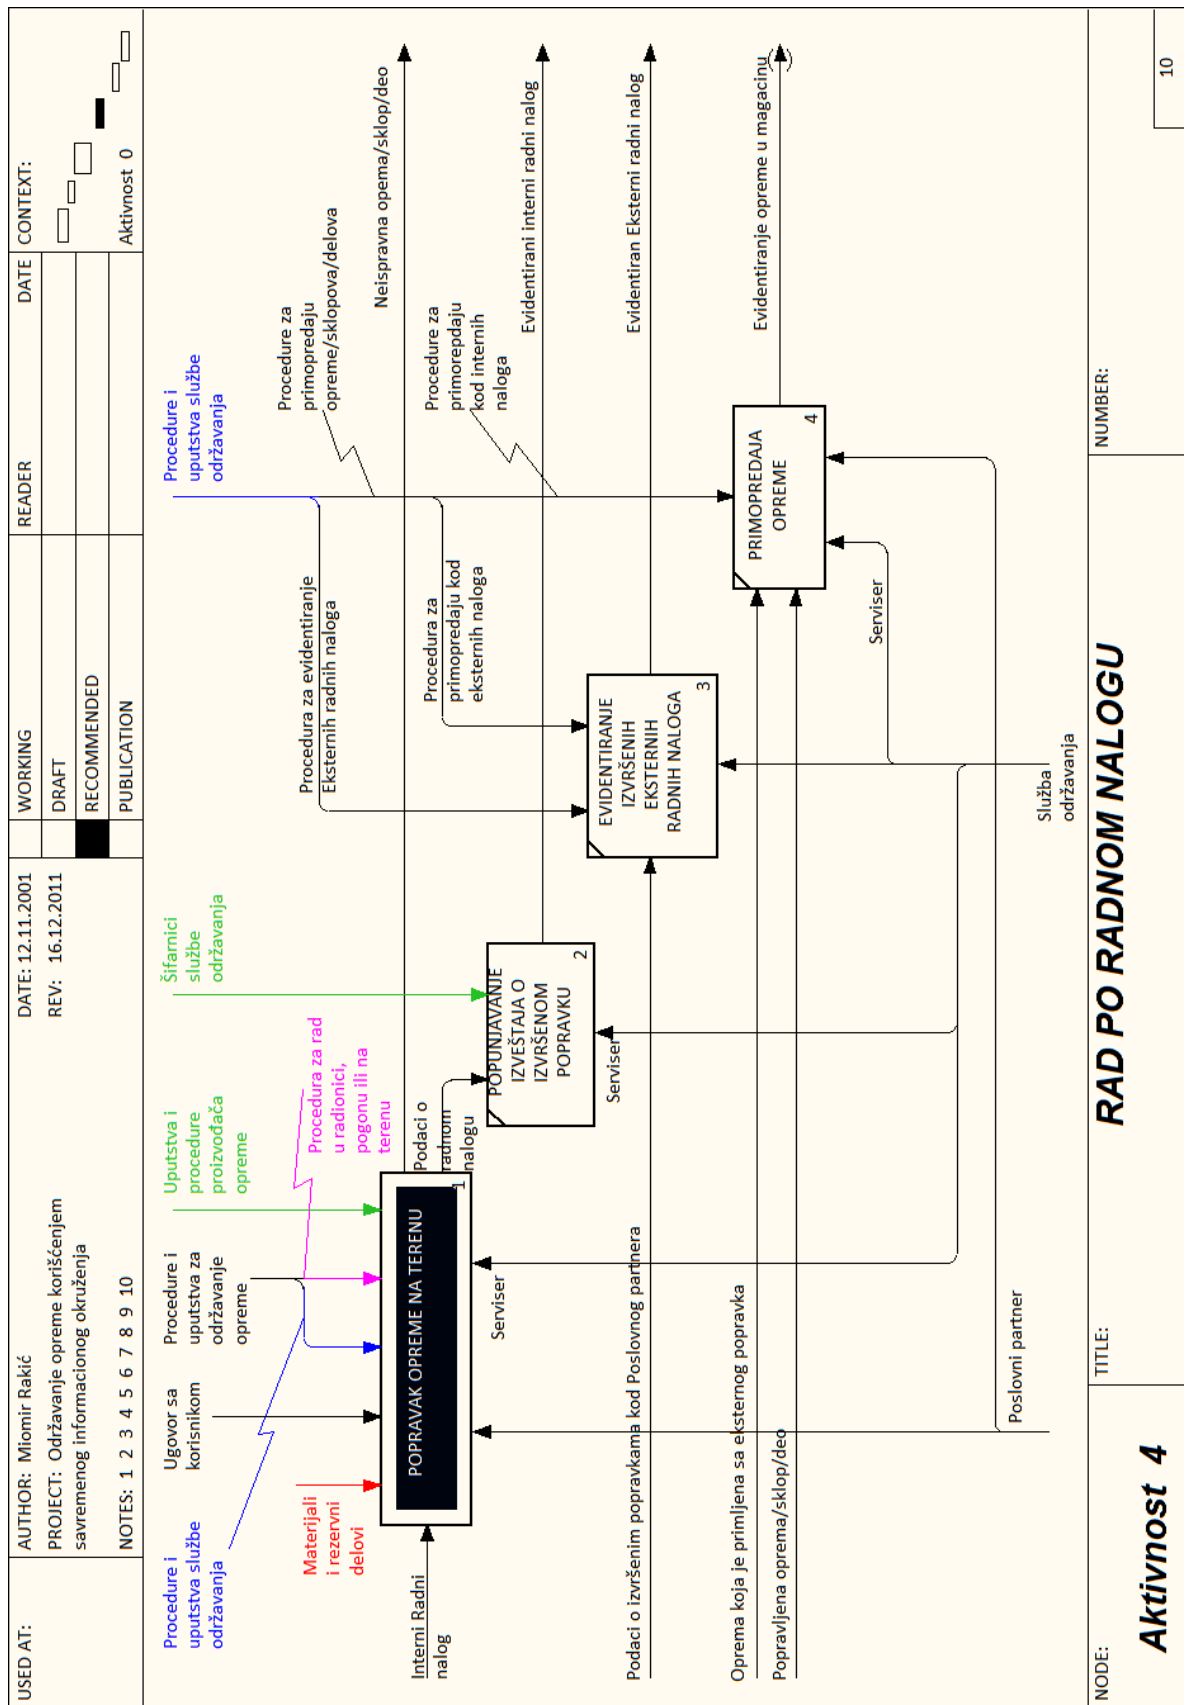 USED AT:
AUTHOR: Miomir Rakić
PROJECT: Održavanje opreme korišćenjem
savremenog informacionog okruženja
NOTES: 1 2 3 4 5 6 7 8 9 10
DATE: 12.11.2001
REV: 16.12.2011
WORKING
DRAFT
RECOMMENDED
PUBLICATION
READER
DATE
CONTEXT:
Aktivnost 0
Procedure i
uputstva službe
održavanja
Ugovor sa
korisnikom
Procedure i
uputstva za
održavanje
opreme
Uputstva i
procedure
proizvođača
opreme
Šifarnici
službe
održavanja
Procedure i
uputstva službe
održavanja
Materijali
i rezervni
delovi
Procedura za rad
u radionici,
pogonu ili na
terenu
Procedura za evidentiranje
Eksternih radnih naloga
Procedure za
primopredaju
opreme/sklopova/delova
Neispravna opema/sklop/deo
Interni Radni
nalog
POPRAVAK OPREME NA TERENU
1
Podaci o
radnom
nalogu
Procedura za
primopredaju kod
eksternih naloga
Procedure za
primorepdaju
kod internih
naloga
Serviser
POPUNJAVANJE
IZVEŠTAJA O
IZVRŠENOM
POPRAVKU
2
Evidentirani interni radni nalog
Serviser
Podaci o izvršenim popravkama kod Poslovnog partnera
EVIDENTIRANJE
IZVRŠENIH
EKSTERNIH
RADNIH NALOGA
3
Evidentiran Eksterni radni nalog
Oprema koja je primljena sa eksternog popravka
Popravljena oprema/sklop/deo
PRIMOPREDAJA
OPREME
4
Evidentiranje opreme u magacinu
Serviser
Poslovni partner
Služba
održavanja
NODE:
Aktivnost 4
TITLE:
RAD PO RADNOM NALOGU
NUMBER:
10